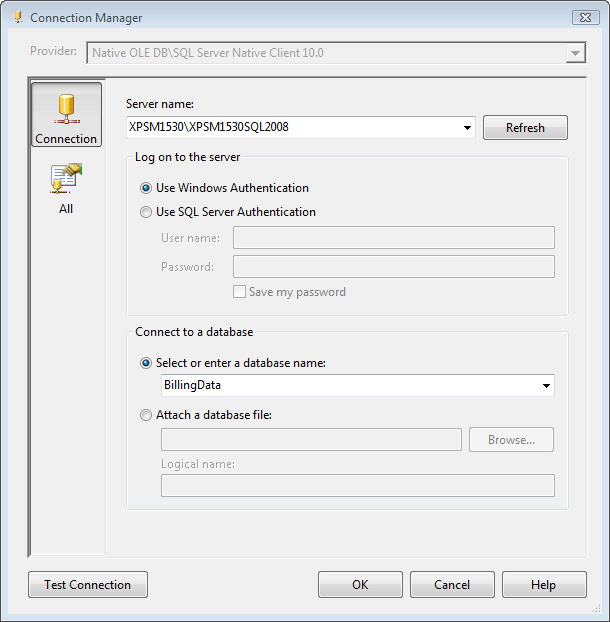 Connection Manager
Provider: Native OLE DB\SQL Server Native Client 10.0
Connection
All
Server name:
XPSM1530\XPSM1530SQL2008 Refresh
Log on to the server
Use Windows Authentication
Use SQL Server Authentication
User name:
Password:
Save my password
Connect to a database
Select or enter a database name:
BillingData
Attach a database file:
Browse...
Logical name:
Test Connection OK Cancel Help